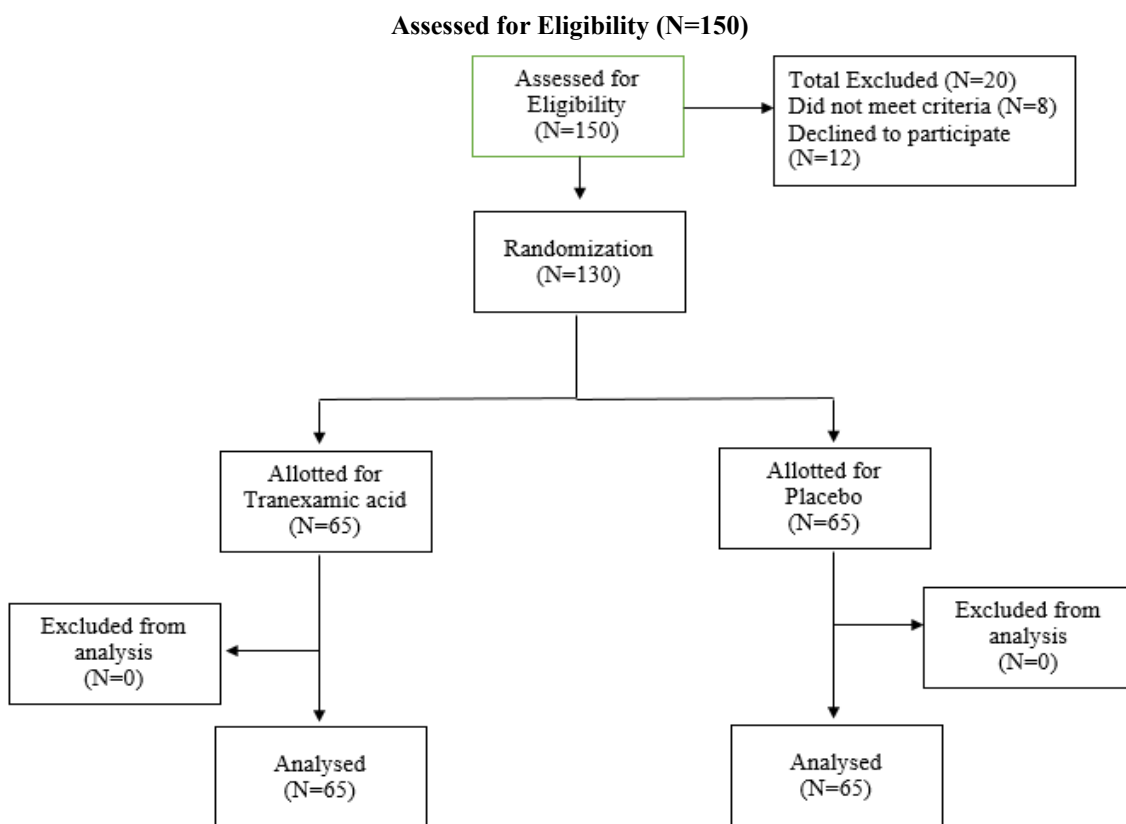 Assessed for Eligibility (N=150)
Assessed for
Eligibility
(N=150)
Total Excluded (N=20)
Did not meet criteria (N=8)
Declined to participate
(N=12)
Randomization
(N=130)
Allotted for
Tranexamic acid
(N=65)
Allotted for
Placebo
(N=65)
Excluded from
analysis
(N=0)
Excluded from
analysis
(N=0)
Analysed
(N=65)
Analysed
(N=65)